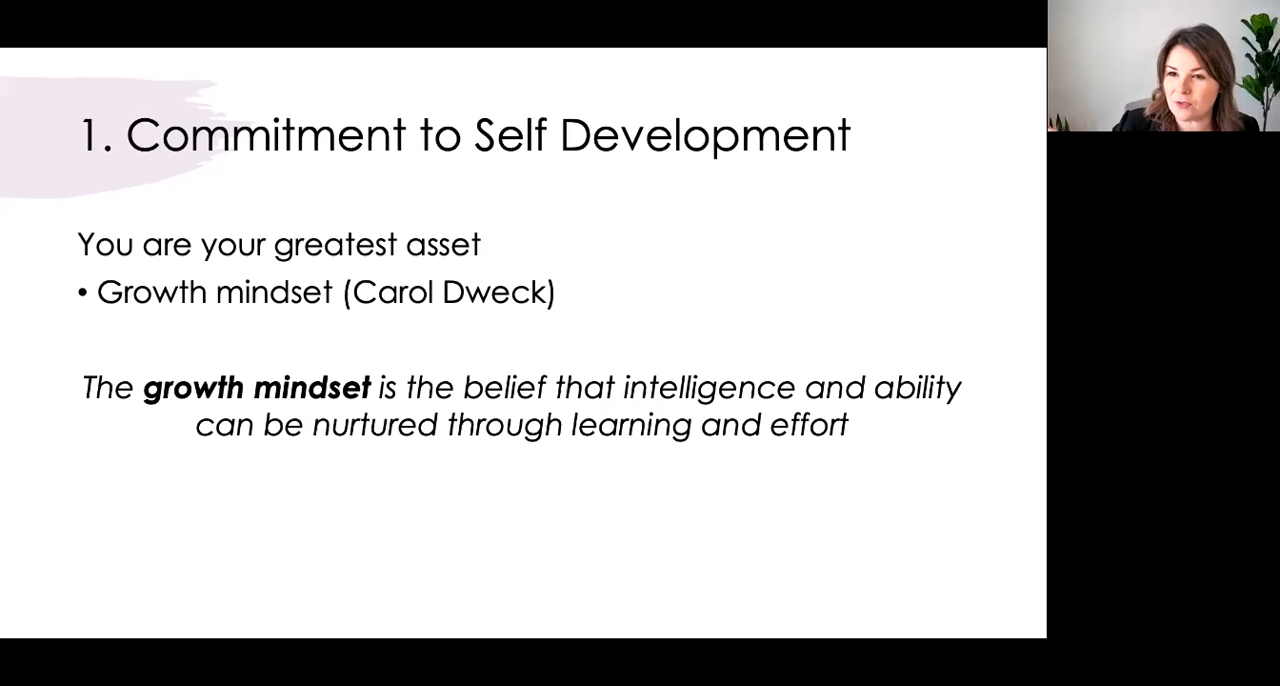 1. Commitment to Self Development
You are your greatest asset
• Growth mindset (Carol Dweck)
The growth mindset is the belief that intelligence and ability
can be nurtured through learning and effort